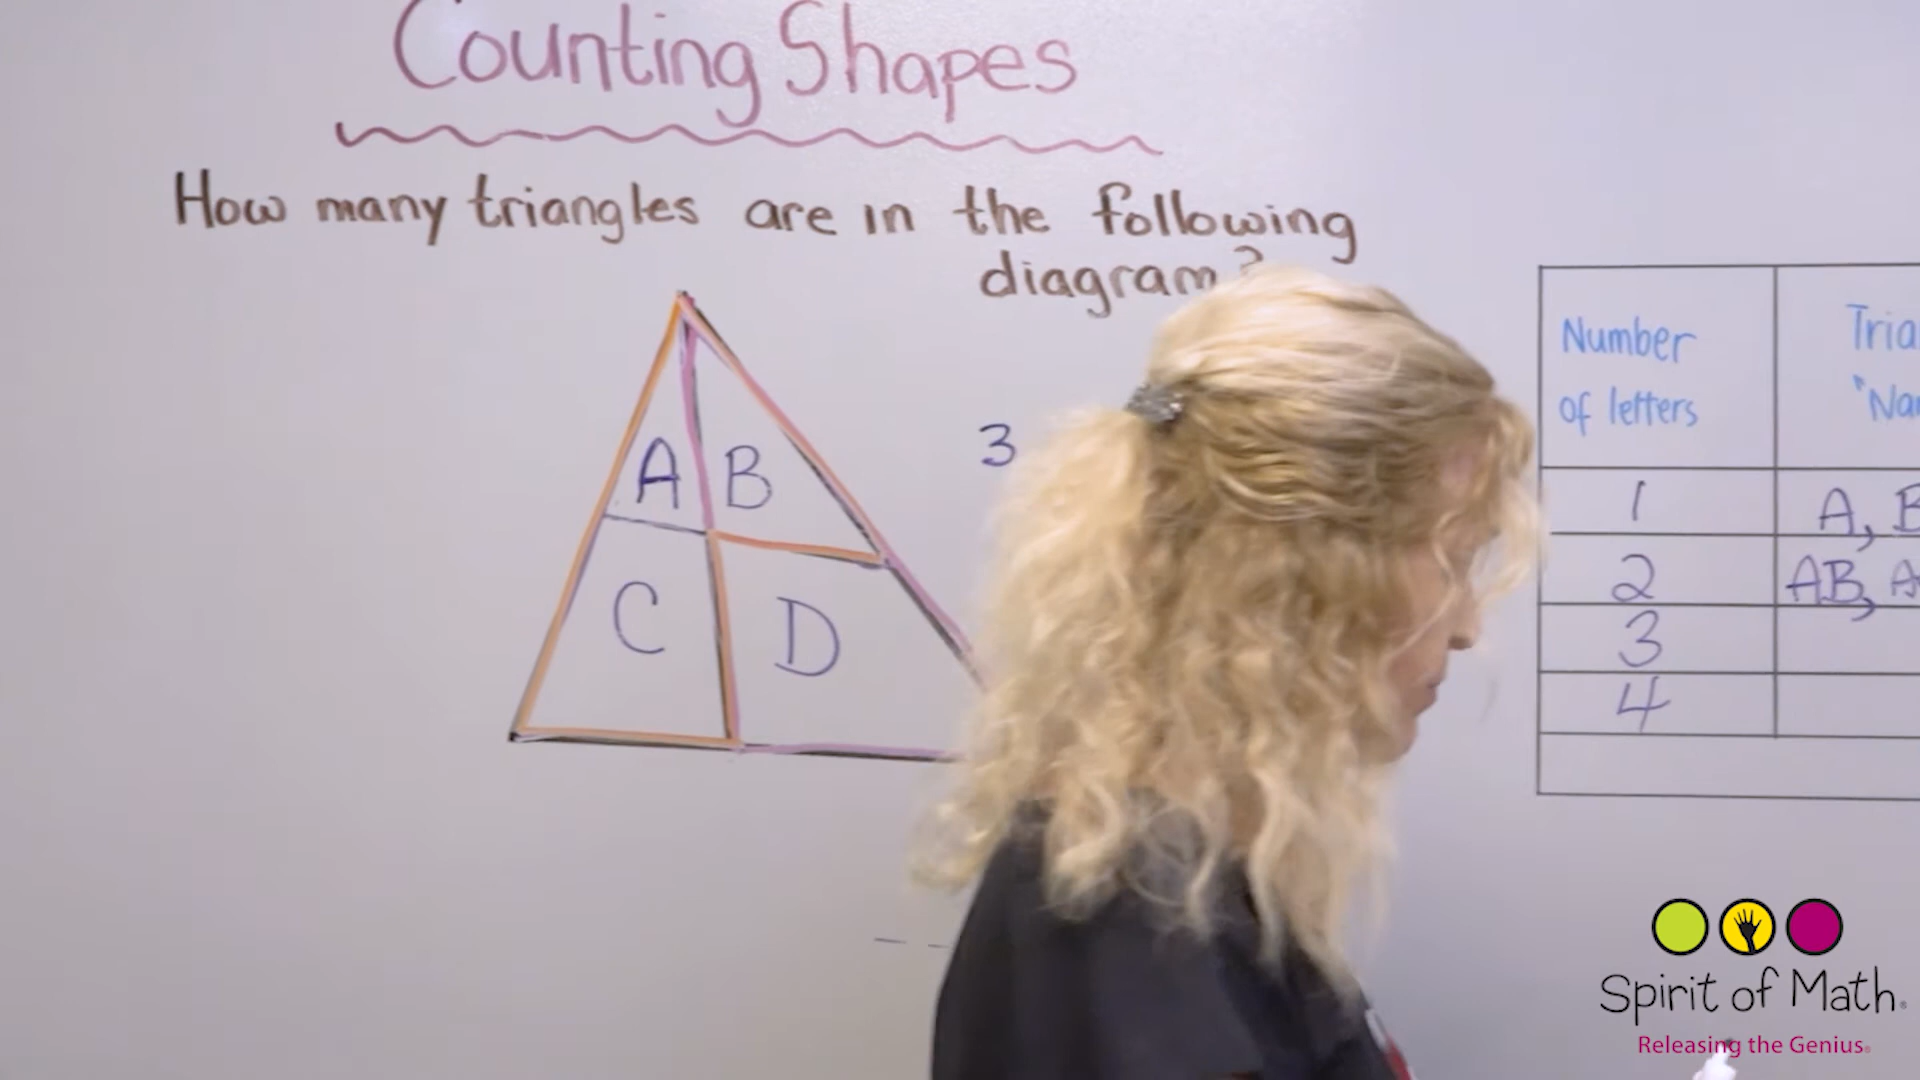 Counting Shapes
How many triangles are in the following
diagram?
A B
C D
3
Number
of letters
1 A, B
2 AB,
3
4
Spirit of Math
Releasing the Genius